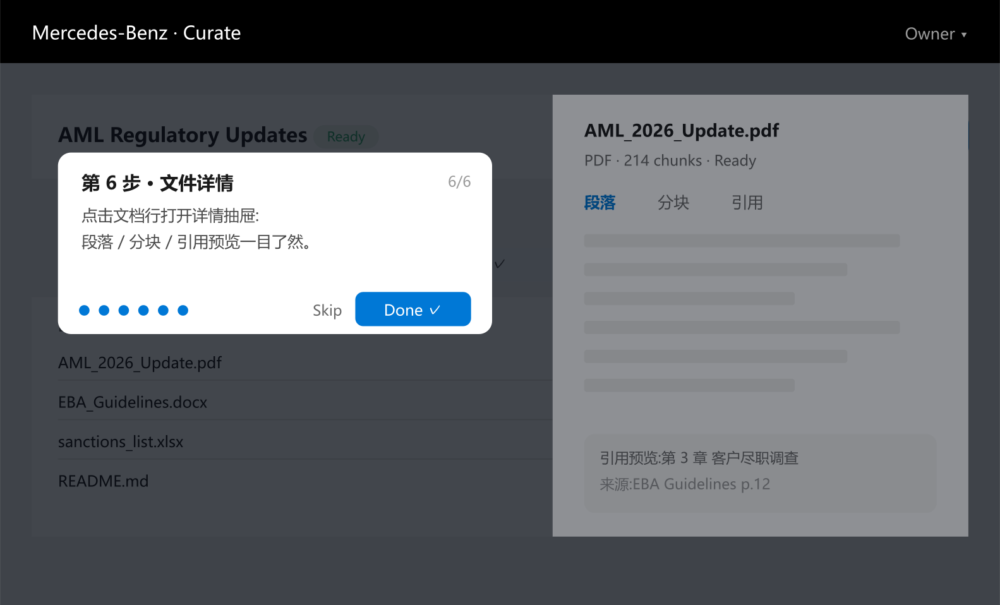 Mercedes-Benz · Curate
Owner ▾
AML Regulatory Updates Ready
第 6 步 • 文件详情 6/6
点击文档行打开详情抽屉:
段落 / 分块 / 引用预览一目了然。
✓
Skip Done ✓
AML_2026_Update.pdf
EBA_Guidelines.docx
sanctions_list.xlsx
README.md
AML_2026_Update.pdf
PDF · 214 chunks · Ready
段落 分块 引用
引用预览:第 3 章 客户尽职调查
来源:EBA Guidelines p.12